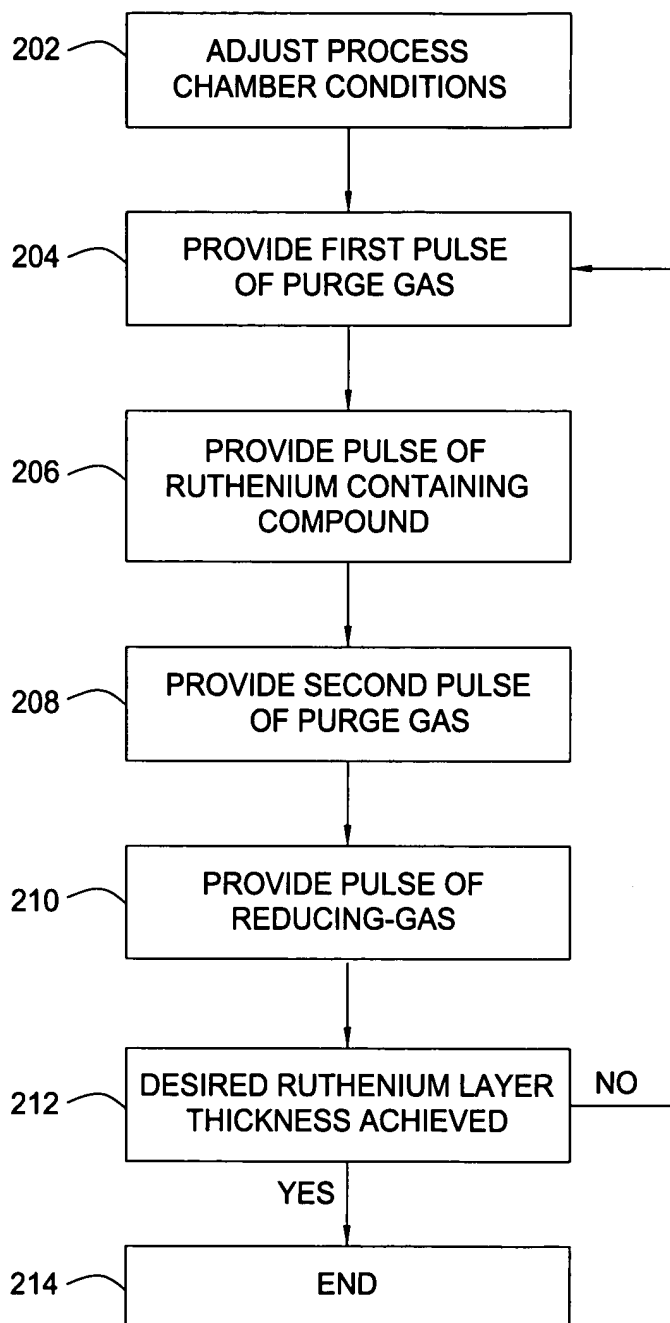 202
ADJUST PROCESS
CHAMBER CONDITIONS
204
PROVIDE FIRST PULSE
OF PURGE GAS
206
PROVIDE PULSE OF
RUTHENIUM CONTAINING
COMPOUND
208
PROVIDE SECOND PULSE
OF PURGE GAS
210
PROVIDE PULSE OF
REDUCING-GAS
212
DESIRED RUTHENIUM LAYER
THICKNESS ACHIEVED
NO
YES
214
END